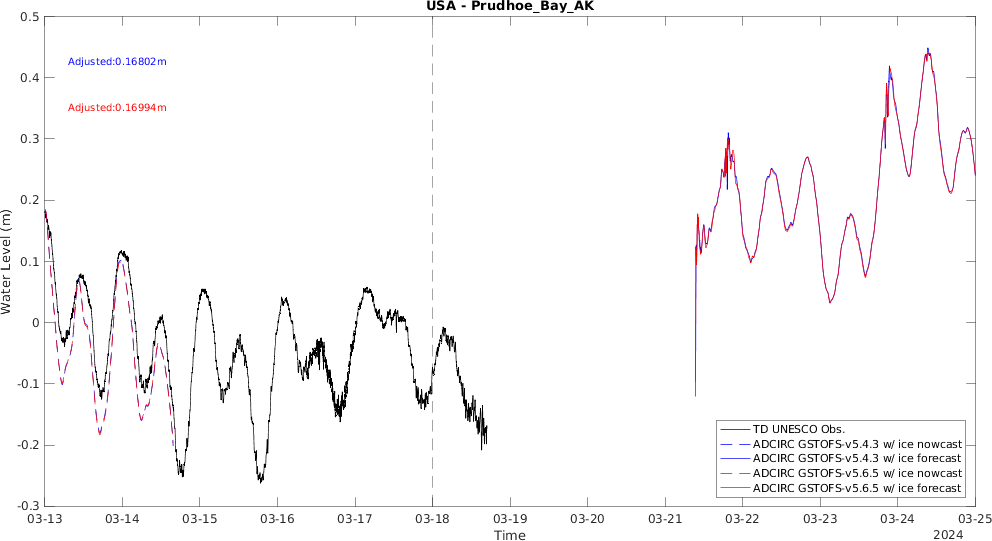 USA - Prudhoe_Bay_AK
0.5
0.4
0.3
0.2
0.1
0
-0.1
-0.2
-0.3
Water Level (m)
Adjusted:0.16802m
Adjusted:0.16994m
TD UNESCO Obs.
ADCIRC GSTOFS-v5.4.3 w/ ice nowcast
ADCIRC GSTOFS-v5.4.3 w/ ice forecast
ADCIRC GSTOFS-v5.6.5 w/ ice nowcast
ADCIRC GSTOFS-v5.6.5 w/ ice forecast
03-13 03-14 03-15 03-16 03-17 03-18 03-19 03-20 03-21 03-22 03-23 03-24 03-25
Time
2024